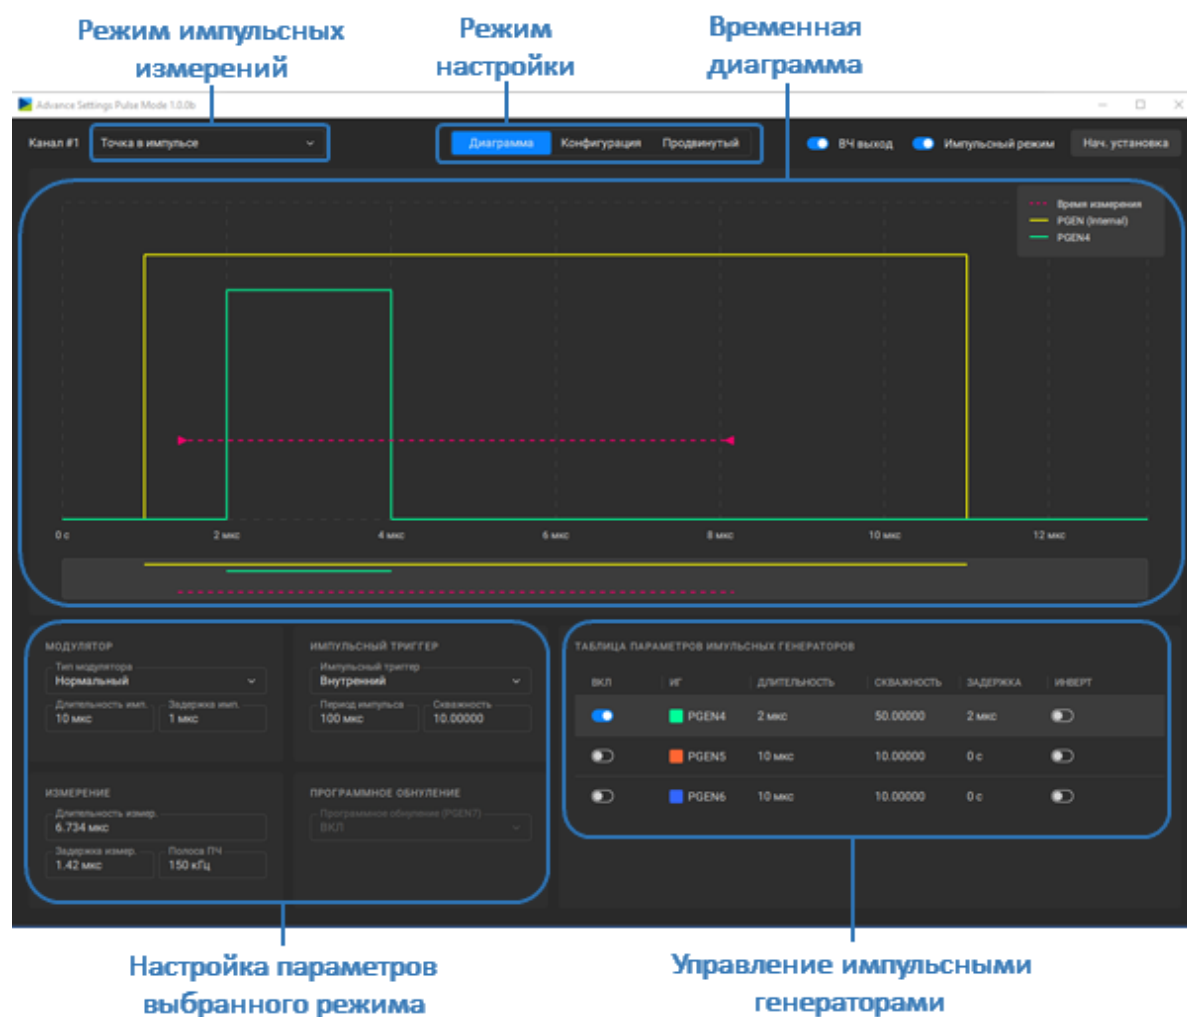 Режим импульсных
измерений
Режим
настройки
Временная
диаграмма
Advance Settings Pulse Mode 1.0.0b
Канал #1
Точка в импульсе
Диаграмма
Конфигурация
Продвинутый
ВЧ выход
Импульсный режим
Нач. установка
Время измерения
PGEN (Internal)
PGEN4
0 с
2 мкс
4 мкс
6 мкс
8 мкс
10 мкс
12 мкс
МОДУЛЯТОР
Тип модулятора
Нормальный
Длительность имп.
10 мкс
Задержка имп.
1 мкс
ИМПУЛЬСНЫЙ ТРИГГЕР
Импульсный триггер
Внутренний
Период импульса
100 мкс
Скважность
10.00000
ИЗМЕРЕНИЕ
Длительность измер.
6.734 мкс
Задержка измер.
1.42 мкс
Полоса ПЧ
150 кГц
ПРОГРАММНОЕ ОБНУЛЕНИЕ
Программное обнуление (PGEN7)
ВКЛ
ТАБЛИЦА ПАРАМЕТРОВ ИМУЛЬСНЫХ ГЕНЕРАТОРОВ
ВКЛ ИГ ДЛИТЕЛЬНОСТЬ СКВАЖНОСТЬ ЗАДЕРЖКА ИНВЕРТ
PGEN4 2 мкс 50.00000 2 мкс
PGEN5 10 мкс 10.00000 0 с
PGEN6 10 мкс 10.00000 0 с
Настройка параметров
выбранного режима
Управление импульсными
генераторами